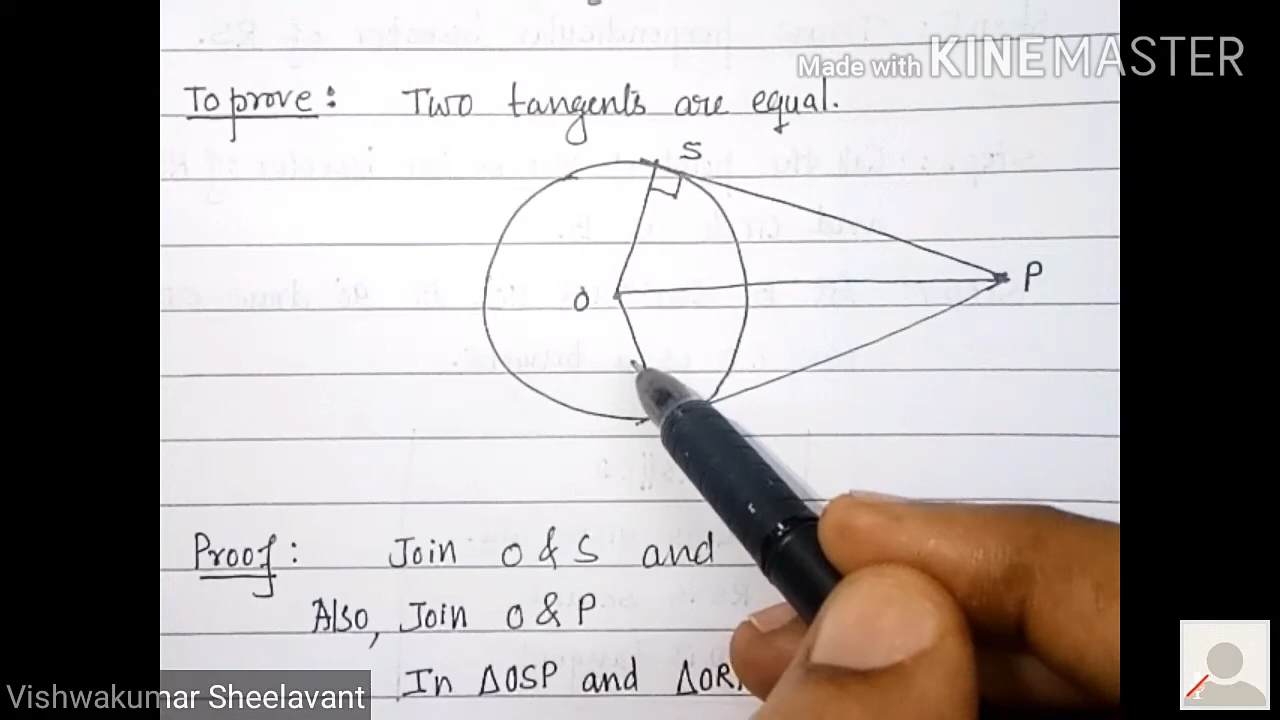 Made with KINEMASTER
To prove: Two tangents are equal.
S
O
P
Proof: Join O & S and
Also, Join O & P
In ΔOSP and
Vishwakumar Sheelavant